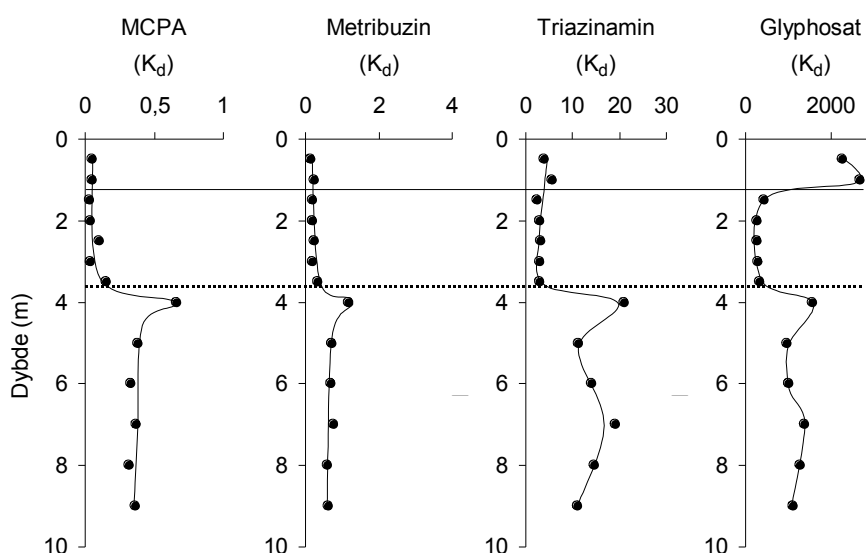 MCPA Metribuzin Triazinamin Glyphosat
(Kd) (Kd) (Kd) (Kd)
0 0,5 1 0 2 4 0 10 20 30 0 2000
0 0 0 0
2 2 2 2
4 4 4 4
6 6 6 6
8 8 8 8
10 10 10 10
Dybde (m)